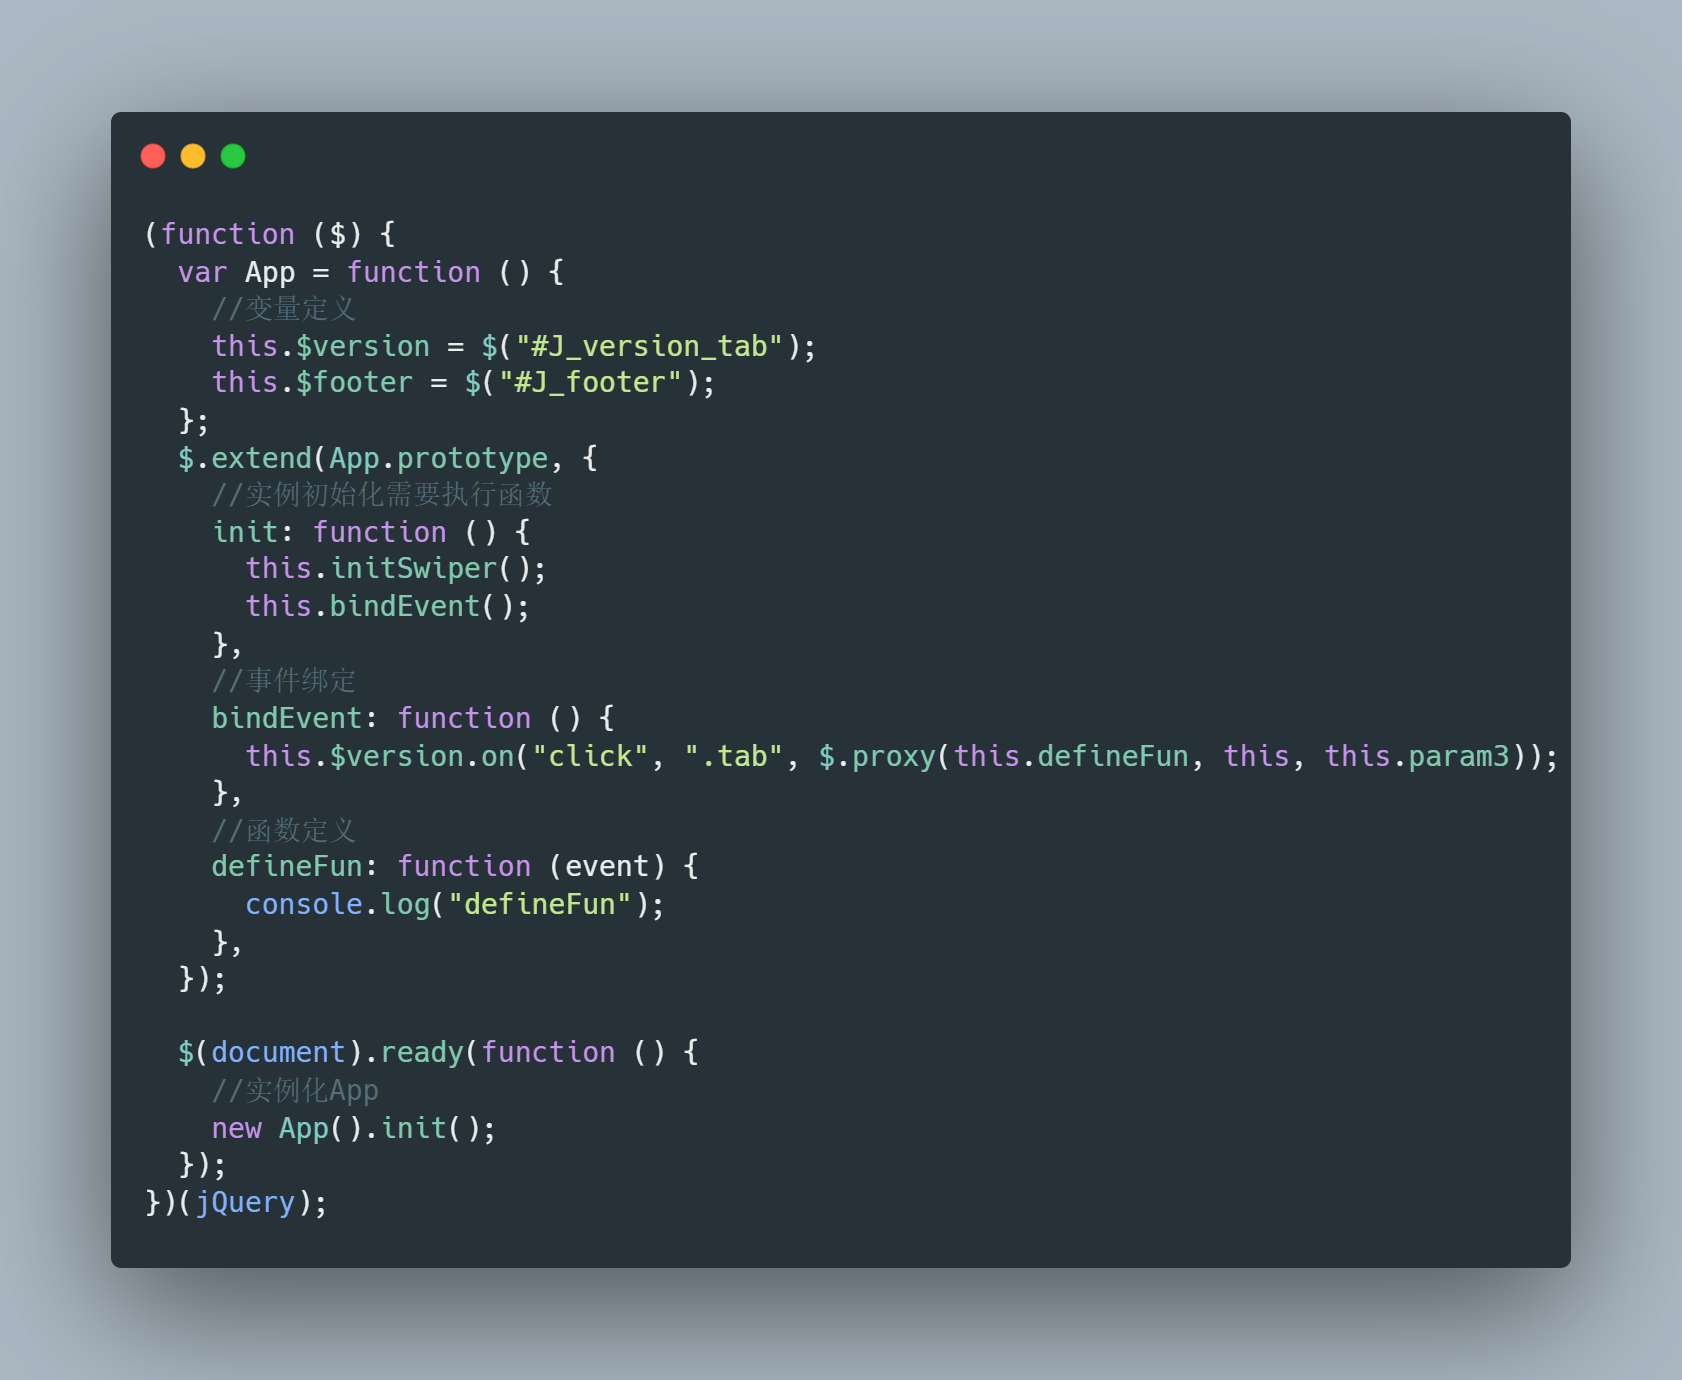 (function ($) {
  var App = function () {
    //变量定义
    this.$version = $("#J_version_tab");
    this.$footer = $("#J_footer");
  };
  $.extend(App.prototype, {
    //实例初始化需要执行函数
    init: function () {
      this.initSwiper();
      this.bindEvent();
    },
    //事件绑定
    bindEvent: function () {
      this.$version.on("click", ".tab", $.proxy(this.defineFun, this, this.param3));
    },
    //函数定义
    defineFun: function (event) {
      console.log("defineFun");
    },
  });

  $(document).ready(function () {
    //实例化App
    new App().init();
  });
})(jQuery);